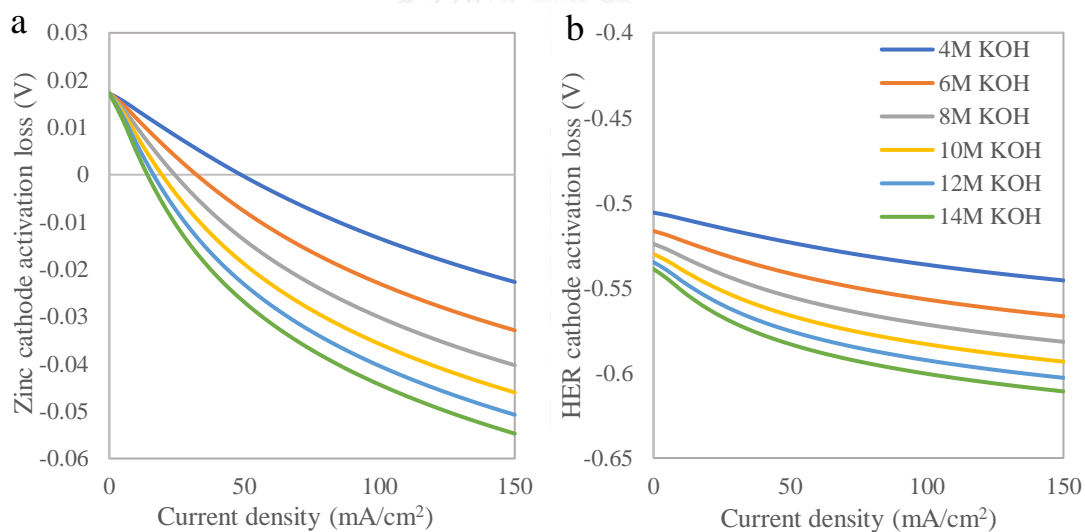 a
0.03
0.02
0.01
0
-0.01
-0.02
-0.03
-0.04
-0.05
-0.06
Zinc cathode activation loss (V)
0
50
100
150
Current density (mA/cm²)
b
-0.4
-0.45
-0.5
-0.55
-0.6
-0.65
HER cathode activation loss (V)
4M KOH
6M KOH
8M KOH
10M KOH
12M KOH
14M KOH
0
50
100
150
Current density (mA/cm²)